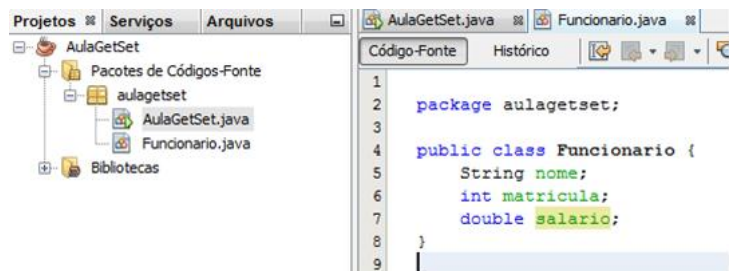 Projetos Serviços Arquivos
AulaGetSet
Pacotes de Códigos-Fonte
aulagetset
AulaGetSet.java
Funcionario.java
Bibliotecas
AulaGetSet.java Funcionario.java
Código-Fonte Histórico
1
2 package aulagetset;
3
4 public class Funcionario {
5 String nome;
6 int matricula;
7 double salario;
8 }
9